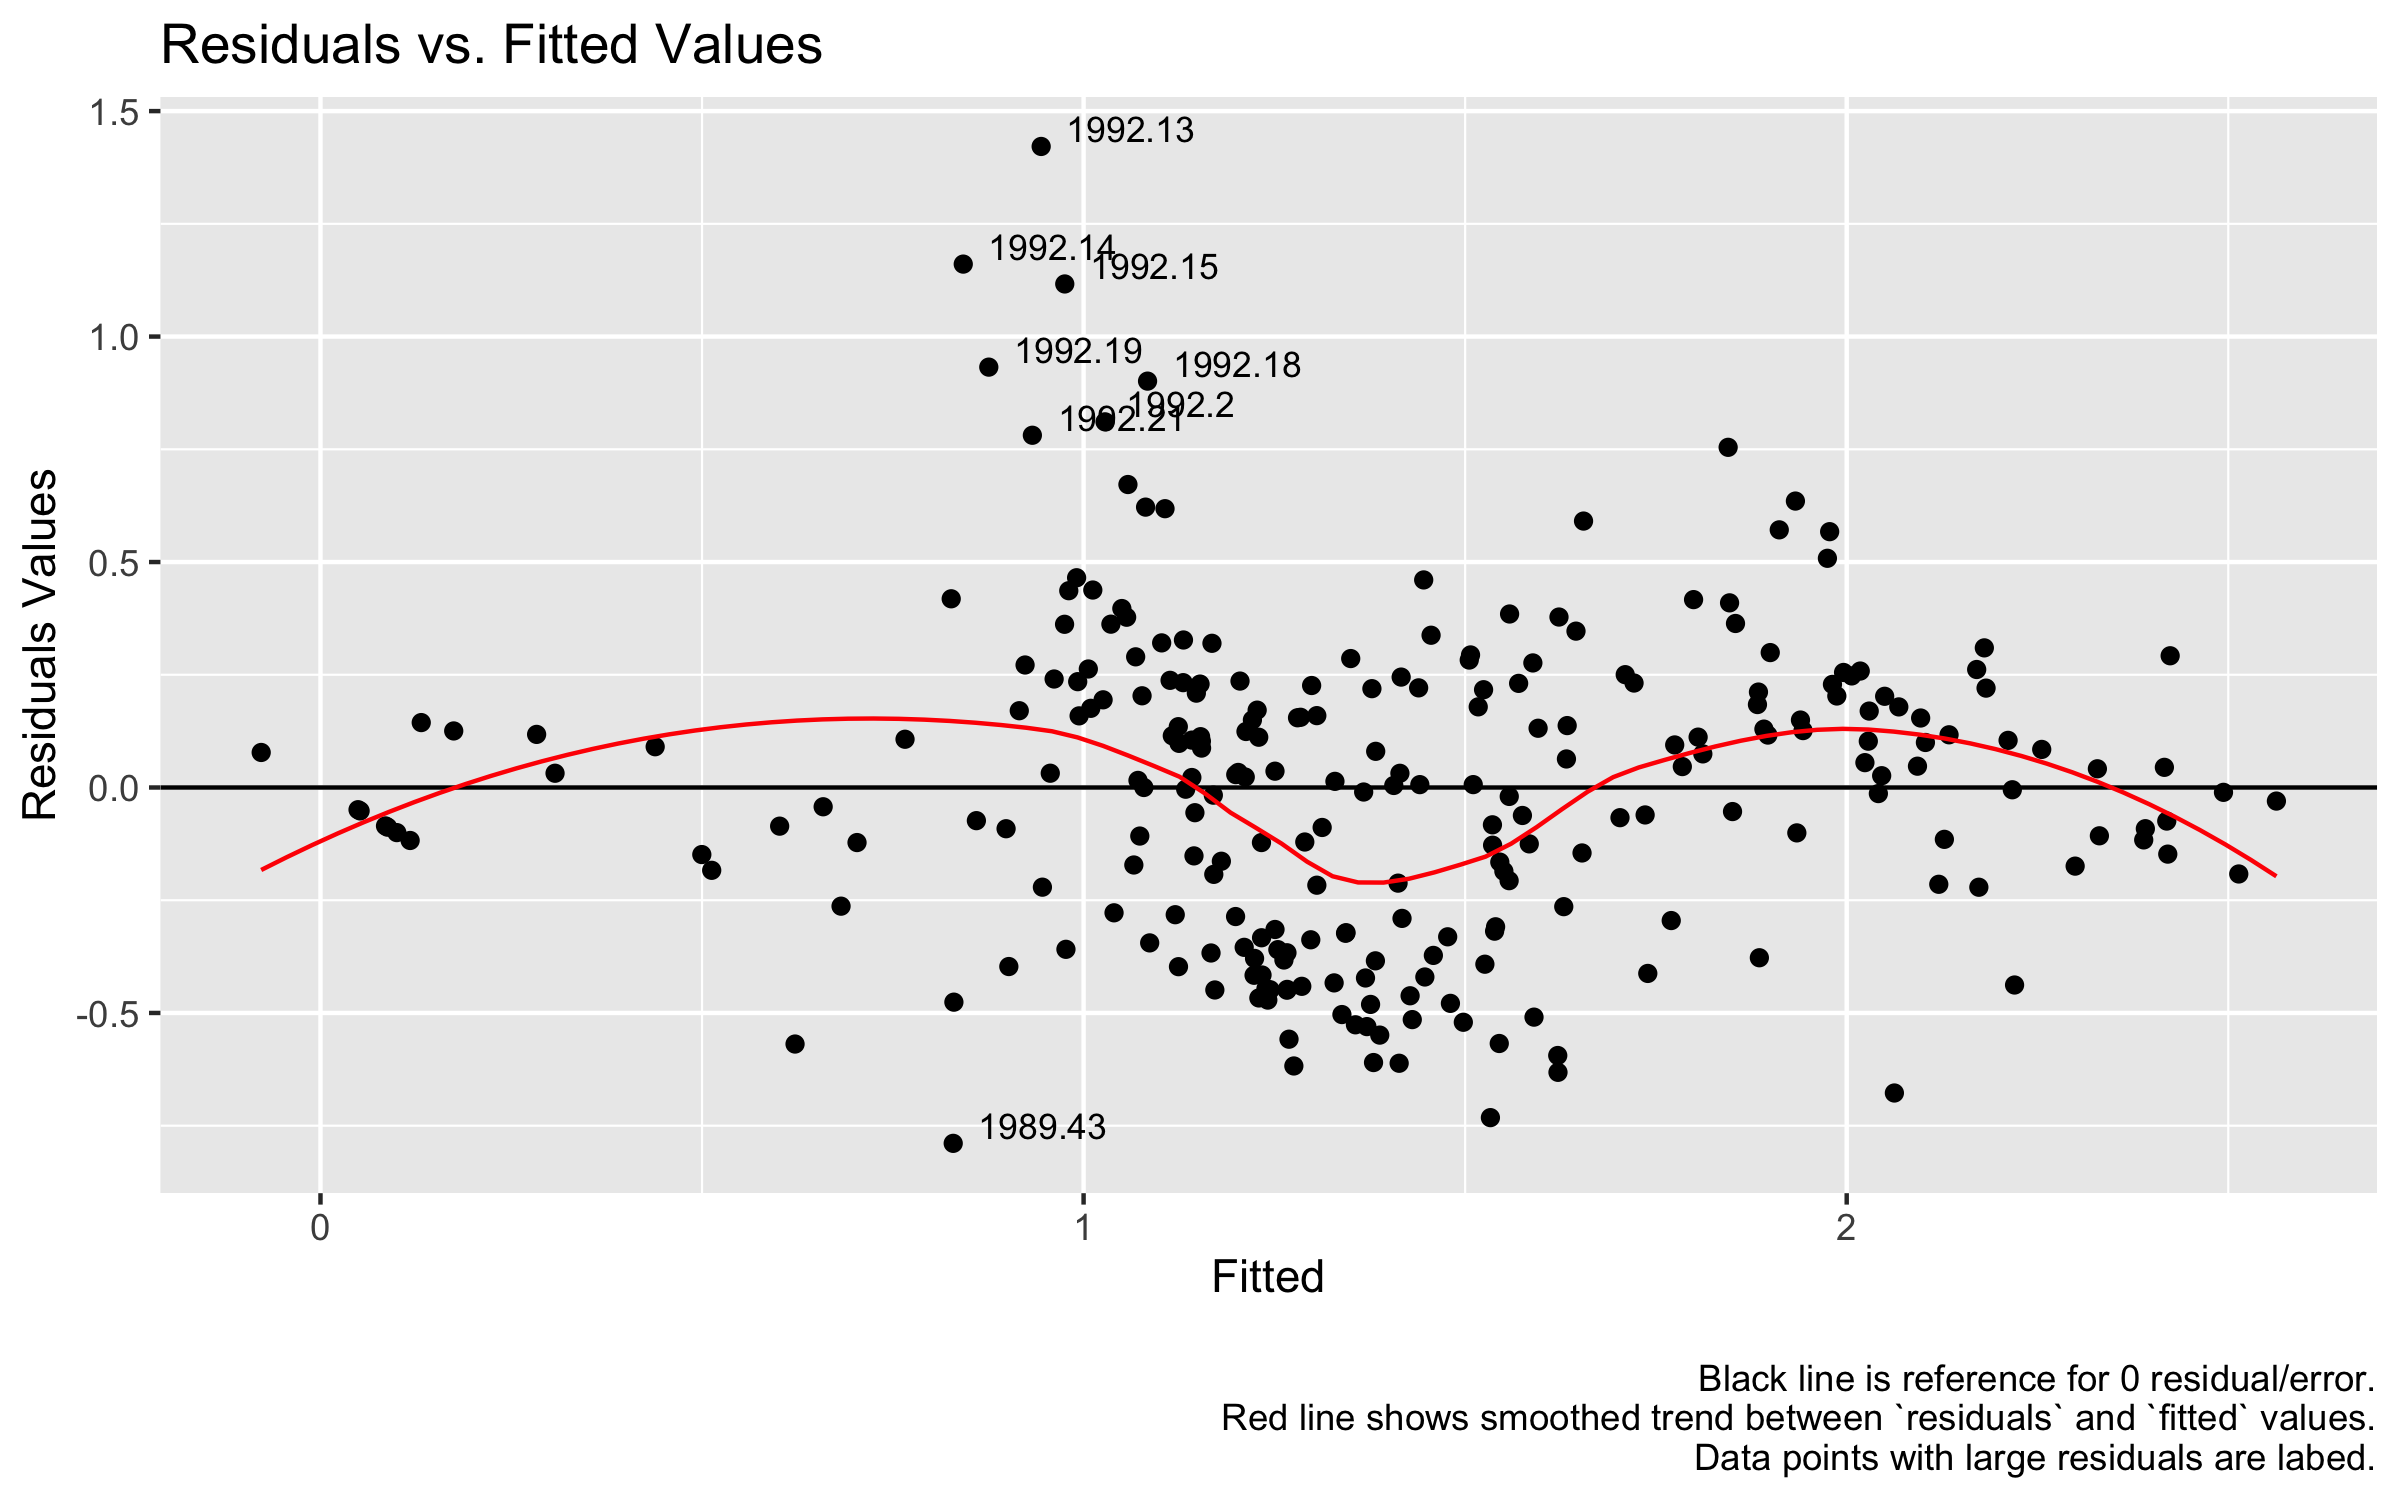 Residuals vs. Fitted Values
1.5
1.0
0.5
0.0
-0.5
Residuals Values
1992.13
1992.14
1992.15
1992.19
1992.18
1992.2
1992.21
1989.43
0
1
2
Fitted
Black line is reference for 0 residual/error.
Red line shows smoothed trend between `residuals` and `fitted` values.
Data points with large residuals are labed.